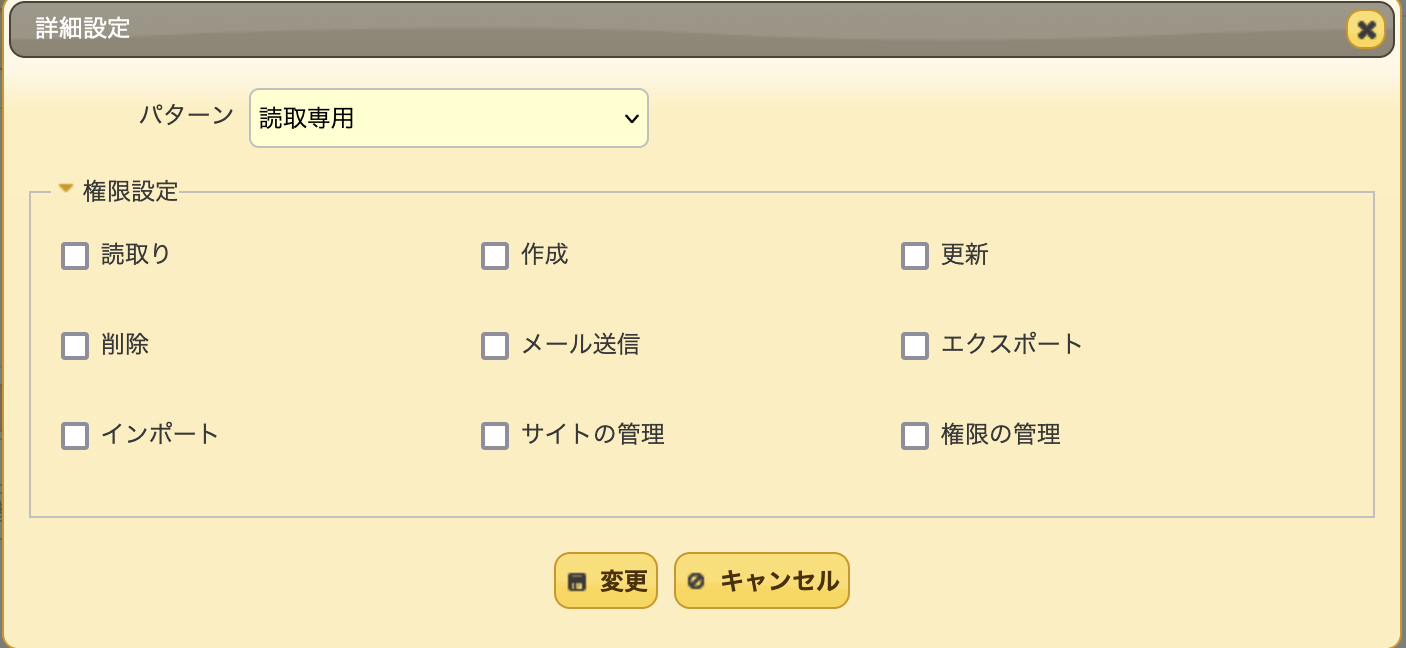 詳細設定
パターン 読取専用
権限設定
読取り 作成 更新
削除 メール送信 エクスポート
インポート サイトの管理 権限の管理
変更 キャンセル